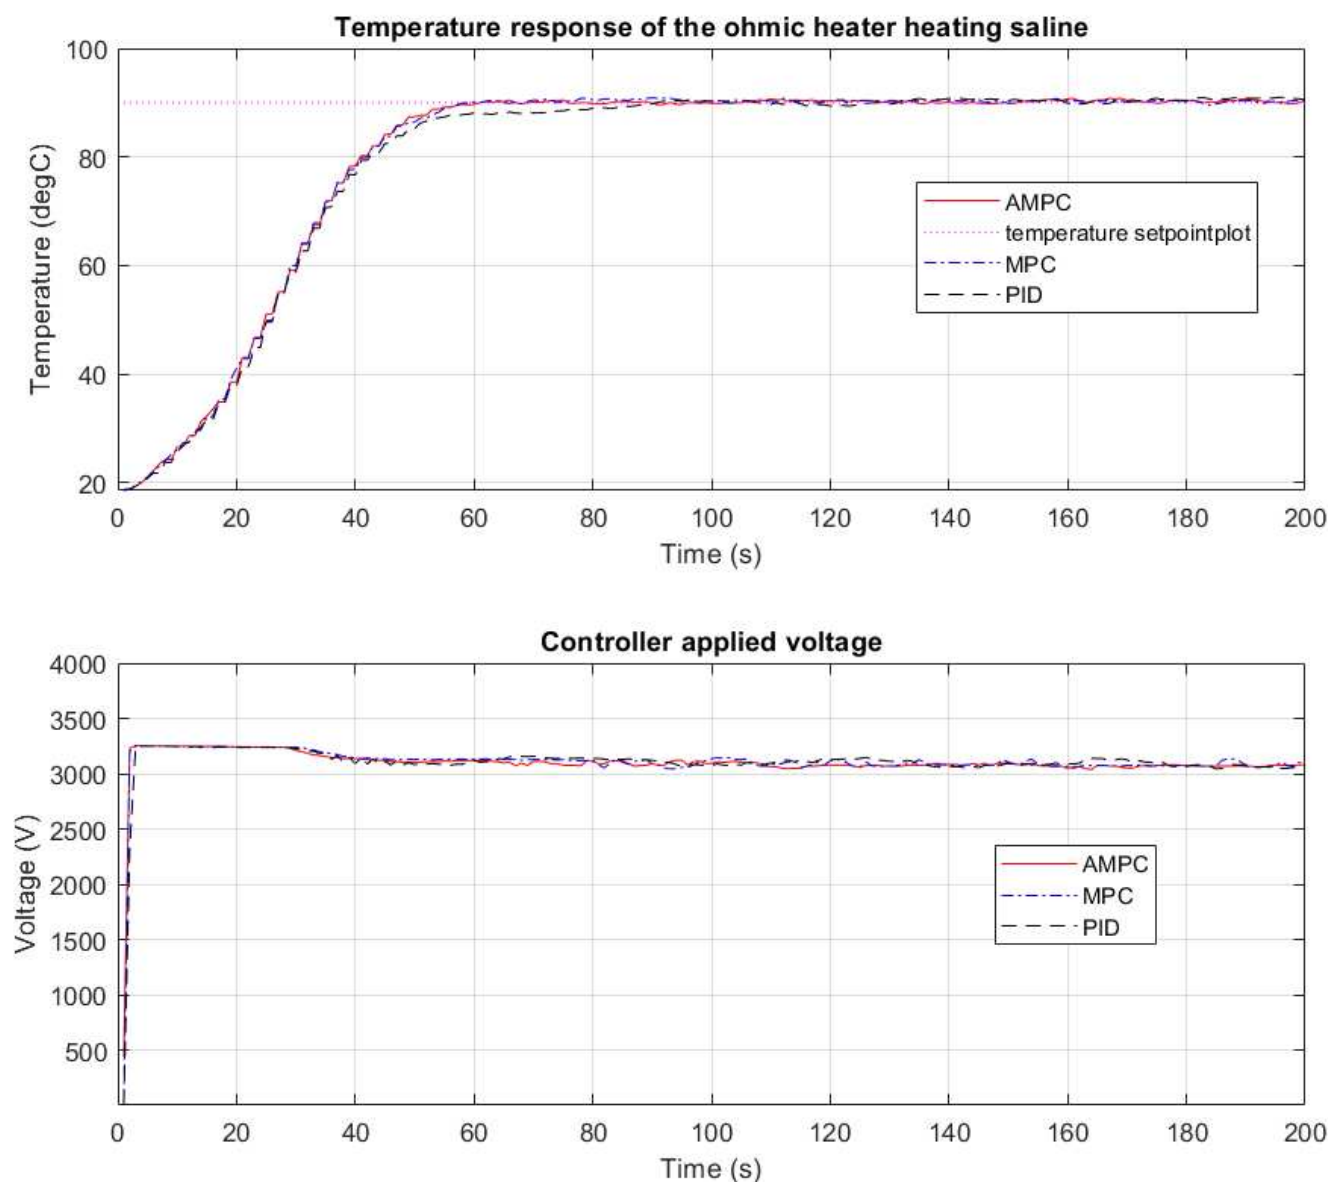 Temperature response of the ohmic heater heating saline
100
80
60
40
20
Temperature (degC)
AMPC
temperature setpointplot
MPC
PID
0 20 40 60 80 100 120 140 160 180 200
Time (s)
Controller applied voltage
4000
3500
3000
2500
2000
1500
1000
500
Voltage (V)
AMPC
MPC
PID
0 20 40 60 80 100 120 140 160 180 200
Time (s)